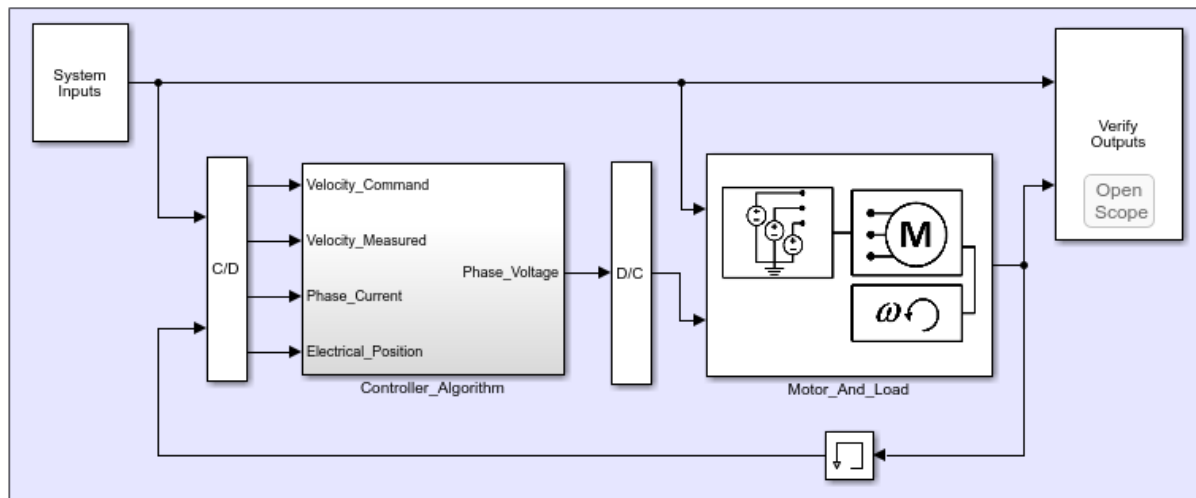 System
Inputs
Verify
Outputs
Open
Scope
C/D
Velocity_Command
Velocity_Measured
Phase_Current
Electrical_Position
Phase_Voltage
Controller_Algorithm
D/C
M
ω
Motor_And_Load